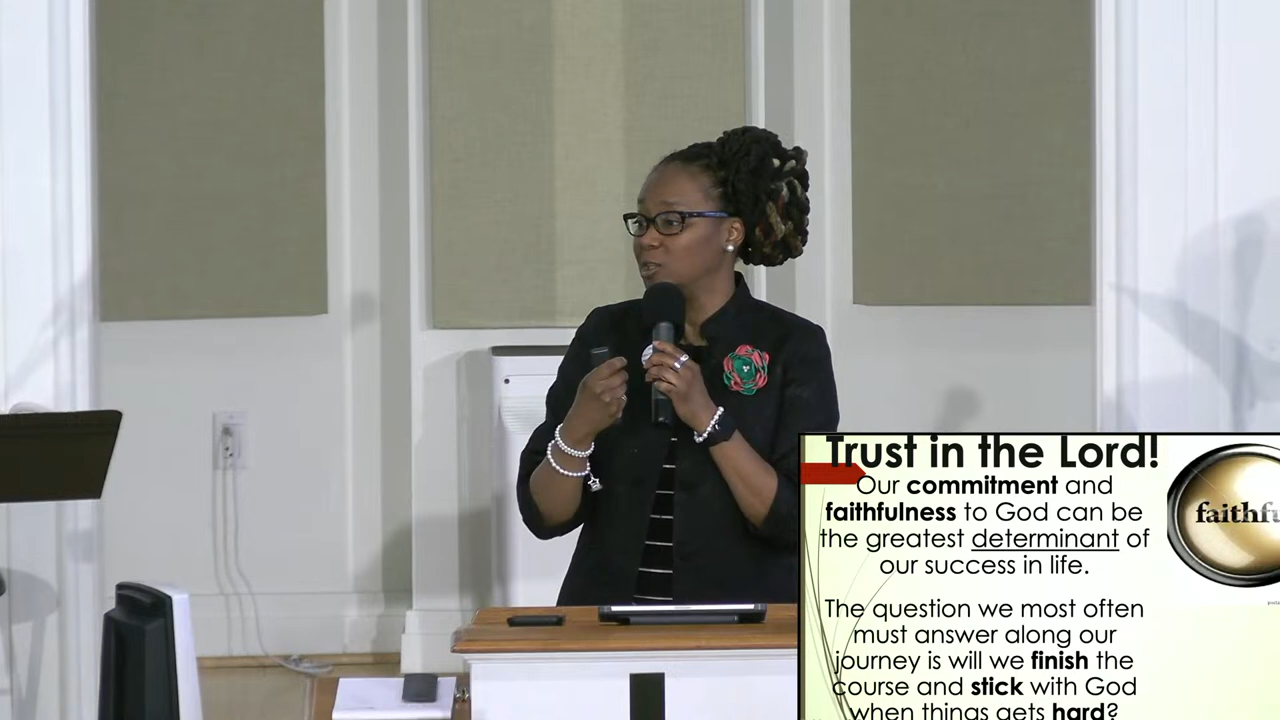 Trust in the Lord!
Our commitment and
faithfulness to God can be
the greatest determinant of
our success in life.
The question we most often
must answer along our
journey is will we finish the
course and stick with God
when things gets hard?
faithfu